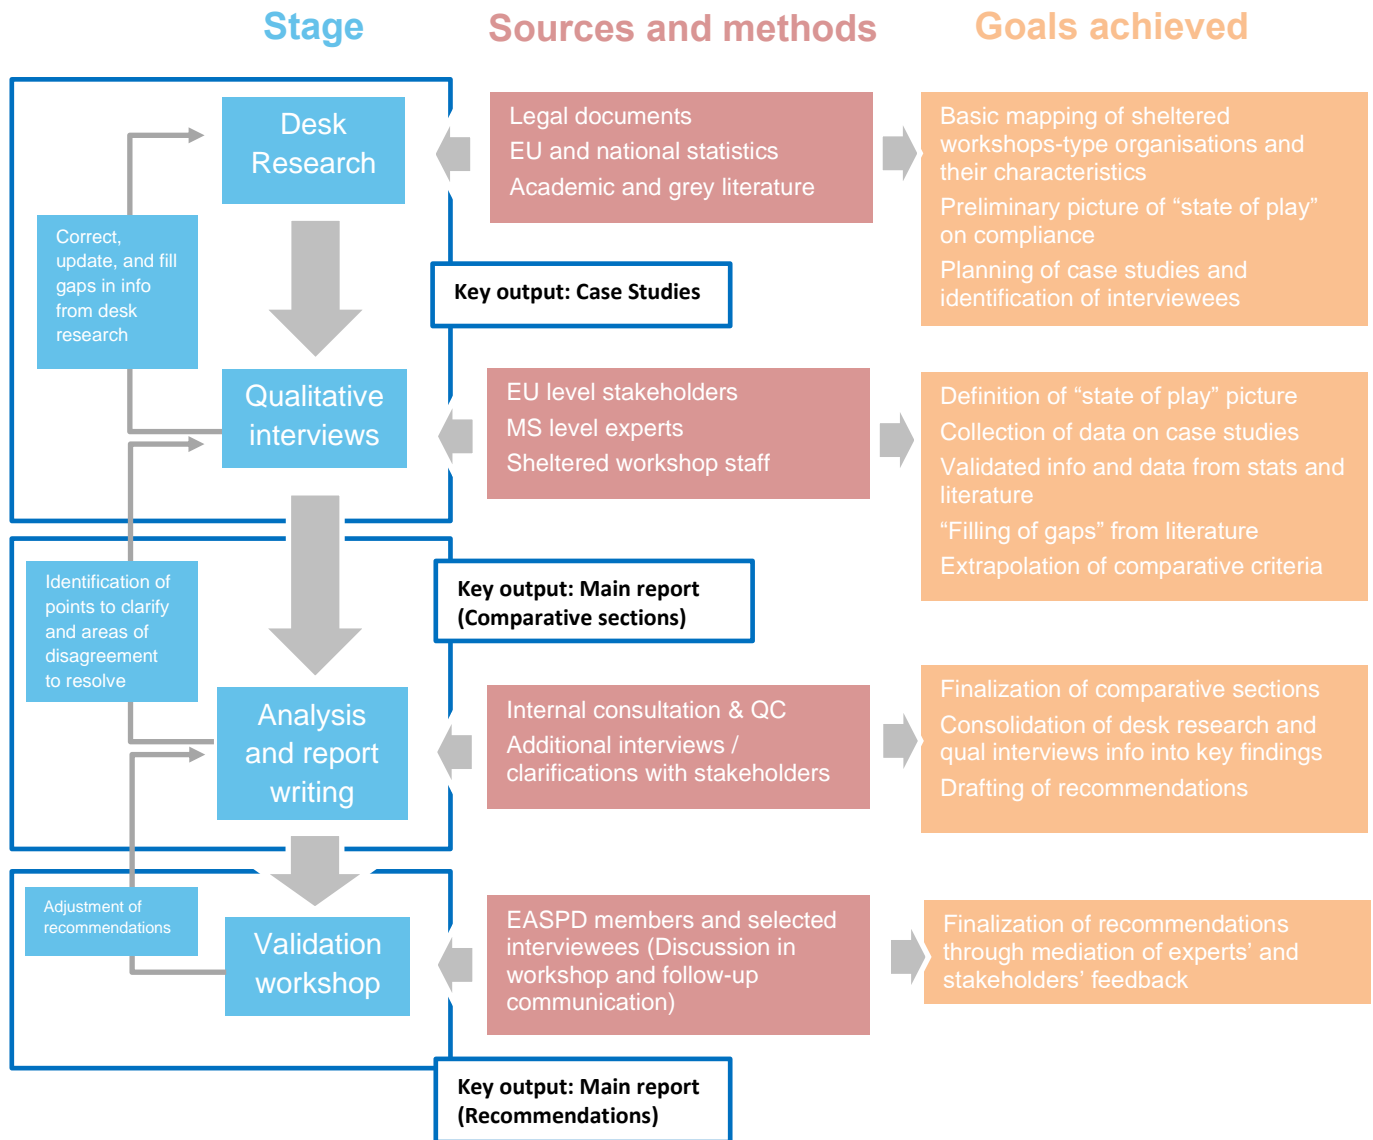 Stage
Sources and methods
Goals achieved
Desk
Research
Legal documents
EU and national statistics
Academic and grey literature
Basic mapping of sheltered
workshops-type organisations and
their characteristics
Preliminary picture of “state of play”
on compliance
Planning of case studies and
identification of interviewees
Correct,
update, and fill
gaps in info
from desk
research
Key output: Case Studies
Qualitative
interviews
EU level stakeholders
MS level experts
Sheltered workshop staff
Definition of “state of play” picture
Collection of data on case studies
Validated info and data from stats and
literature
“Filling of gaps” from literature
Extrapolation of comparative criteria
Identification of
points to clarify
and areas of
disagreement
to resolve
Key output: Main report
(Comparative sections)
Analysis
and report
writing
Internal consultation & QC
Additional interviews /
clarifications with stakeholders
Finalization of comparative sections
Consolidation of desk research and
qual interviews info into key findings
Drafting of recommendations
Adjustment of
recommendations
Validation
workshop
EASPD members and selected
interviewees (Discussion in
workshop and follow-up
communication)
Finalization of recommendations
through mediation of experts’ and
stakeholders’ feedback
Key output: Main report
(Recommendations)